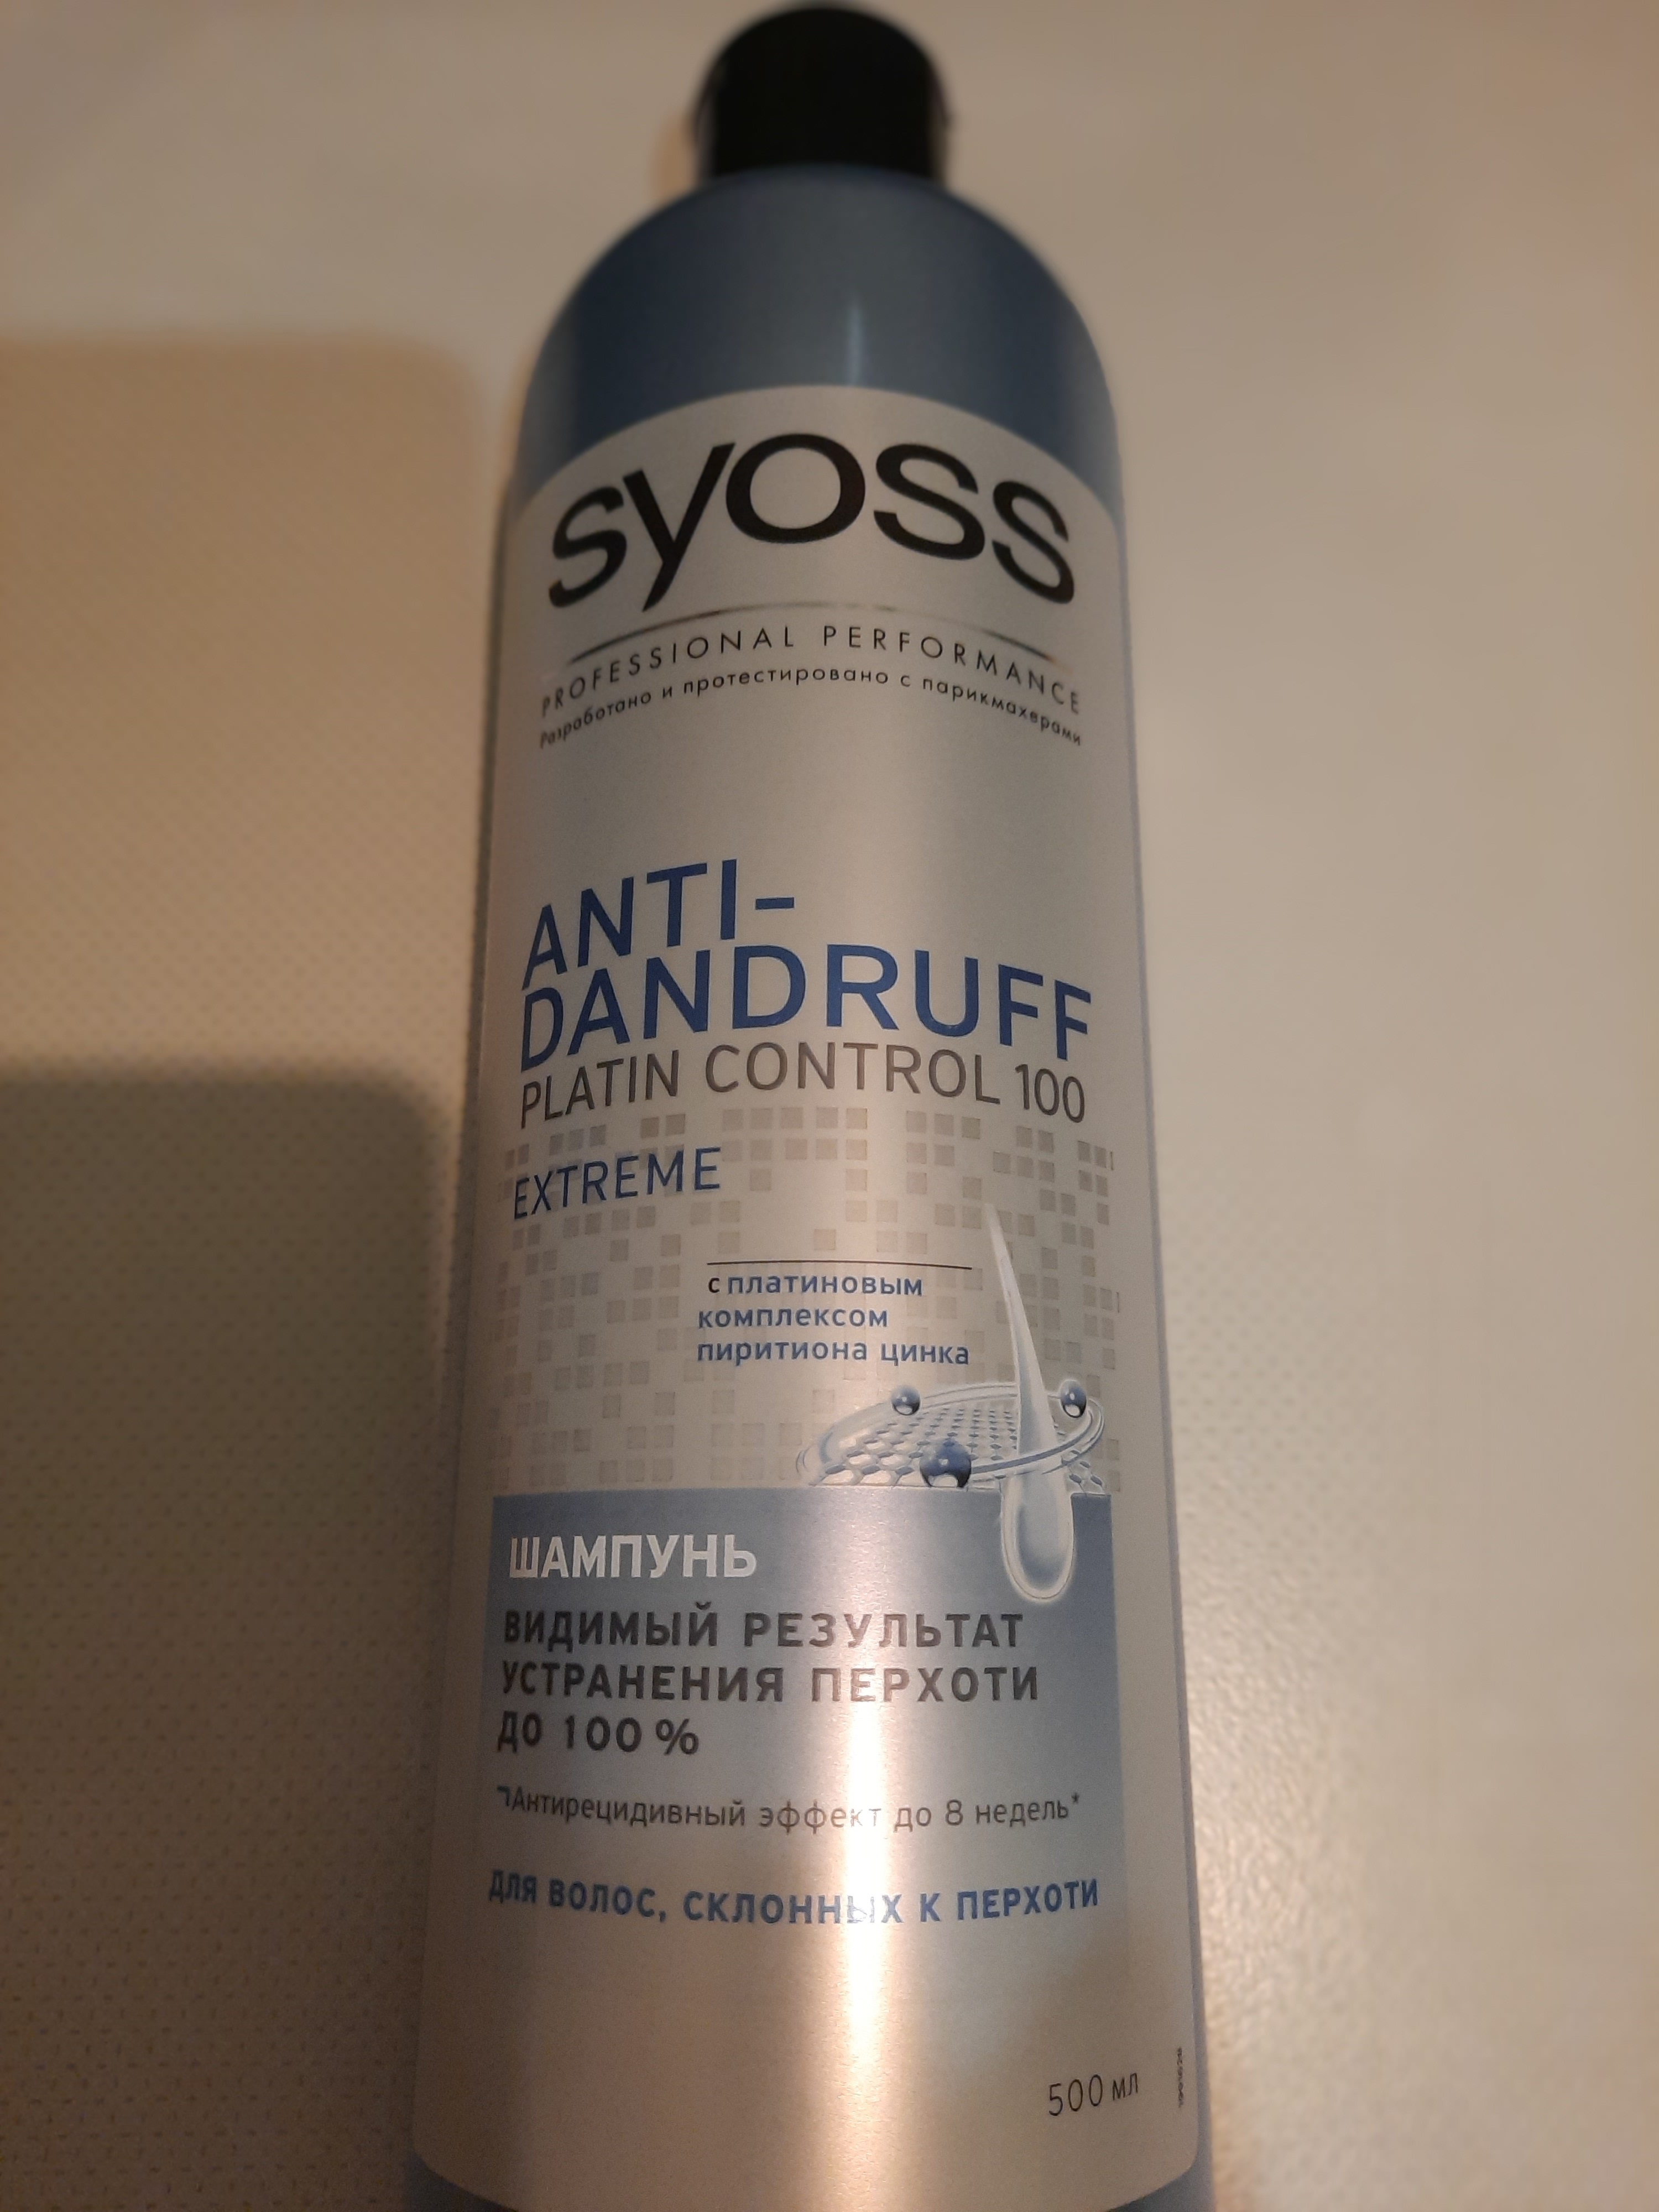 syoss
PROFESSIONAL PERFORMANCE
Разработано и протестировано с парикмахерами
ANTI-
DANDRUFF
PLATIN CONTROL 100
EXTREME
с платиновым
комплексом
пиритиона цинка
ШАМПУНЬ
ВИДИМЫЙ РЕЗУЛЬТАТ
УСТРАНЕНИЯ ПЕРХОТИ
ДО 100 %
Антирецидивный эффект до 8 недель*
ДЛЯ ВОЛОС, СКЛОННЫХ К ПЕРХОТИ
500 мл